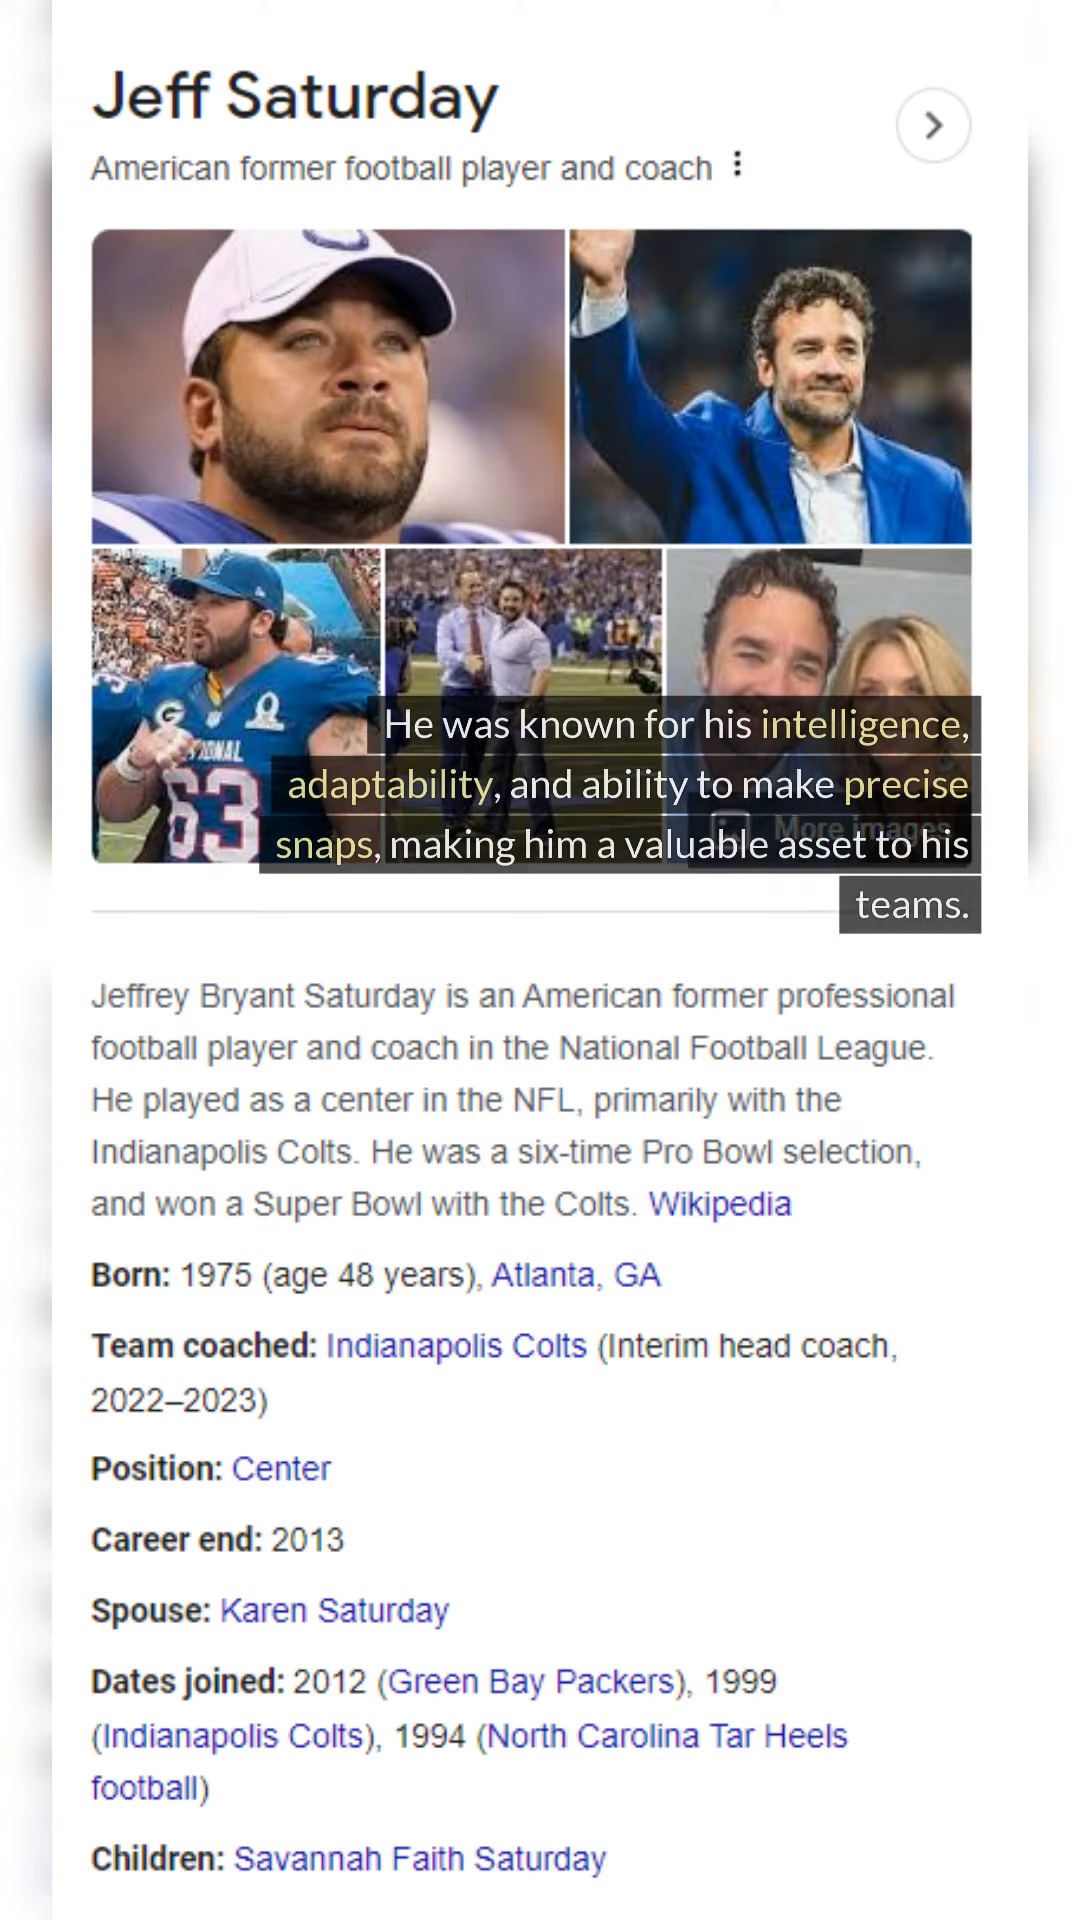 Jeff Saturday
American former football player and coach
NATIONAL
G
63
More images
He was known for his intelligence,
adaptability, and ability to make precise
snaps, making him a valuable asset to his
teams.
Jeffrey Bryant Saturday is an American former professional
football player and coach in the National Football League.
He played as a center in the NFL, primarily with the
Indianapolis Colts. He was a six-time Pro Bowl selection,
and won a Super Bowl with the Colts. Wikipedia
Born: 1975 (age 48 years), Atlanta, GA
Team coached: Indianapolis Colts (Interim head coach,
2022–2023)
Position: Center
Career end: 2013
Spouse: Karen Saturday
Dates joined: 2012 (Green Bay Packers), 1999
(Indianapolis Colts), 1994 (North Carolina Tar Heels
football)
Children: Savannah Faith Saturday